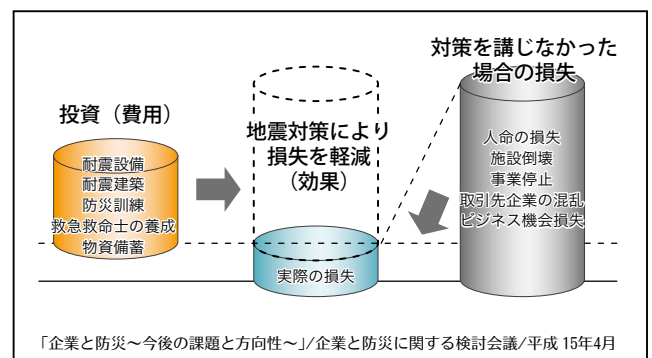 投資（費用）
耐震設備
耐震建築
防災訓練
救急救命士の養成
物資備蓄
地震対策により
損失を軽減
（効果）
実際の損失
対策を講じなかった
場合の損失
人命の損失
施設倒壊
事業停止
取引先企業の混乱
ビジネス機会損失
「企業と防災～今後の課題と方向性～」/企業と防災に関する検討会議/平成 15年4月